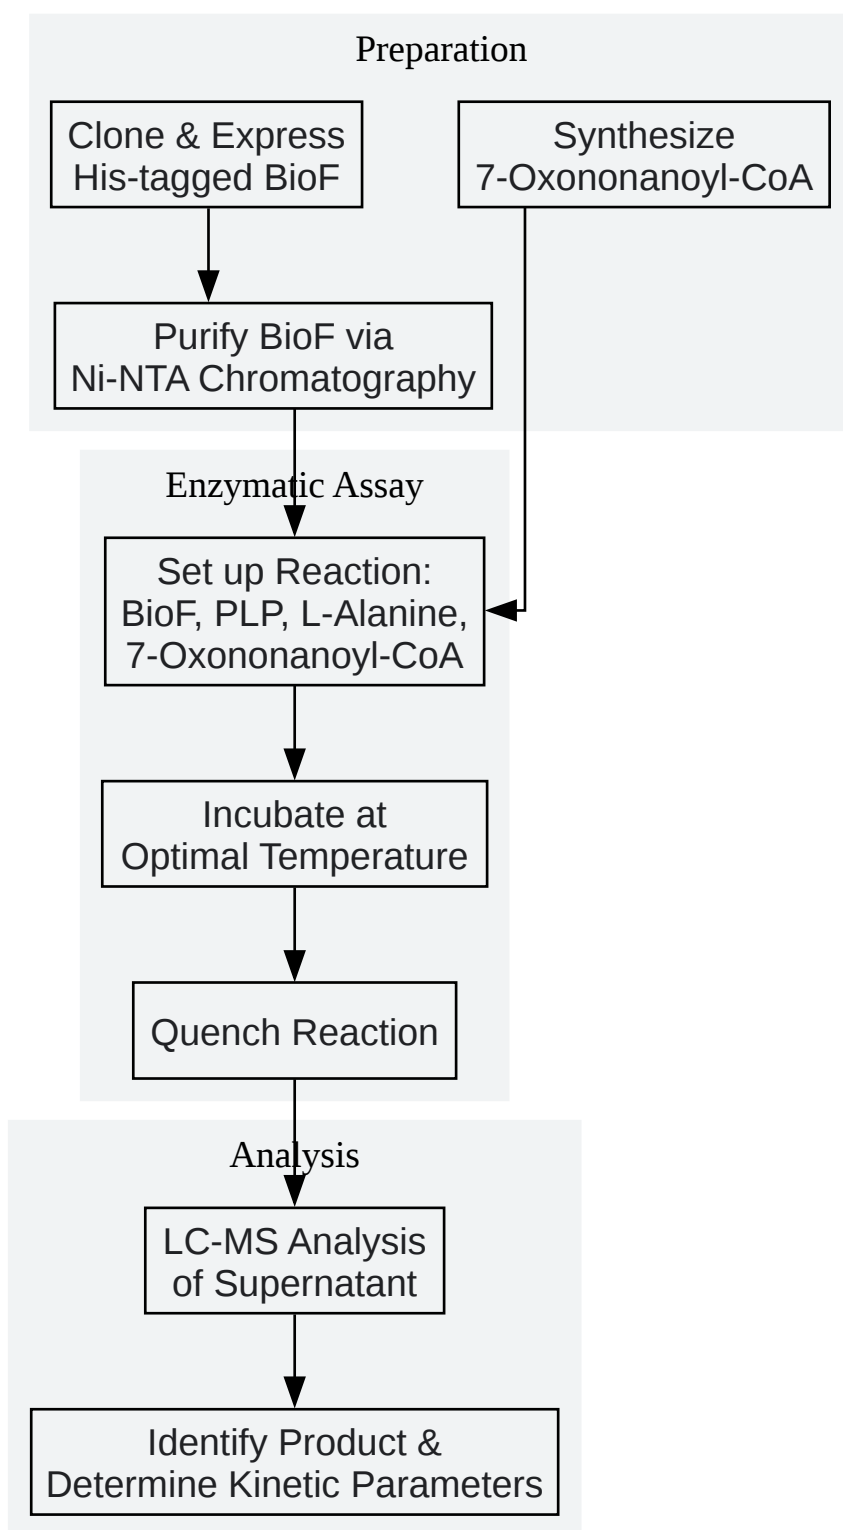 Preparation
Clone & Express
His-tagged BioF
Synthesize
7-Oxononanoyl-CoA
Purify BioF via
Ni-NTA Chromatography
Enzymatic Assay
Set up Reaction:
BioF, PLP, L-Alanine,
7-Oxononanoyl-CoA
Incubate at
Optimal Temperature
Quench Reaction
Analysis
LC-MS Analysis
of Supernatant
Identify Product &
Determine Kinetic Parameters